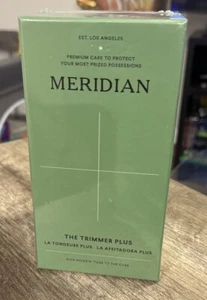 EST. LOS ANGELES
PREMIUM CARE TO PROTECT
YOUR MOST PRIZED POSSESSIONS
MERIDIAN
THE TRIMMER PLUS
LA TONDEUSE PLUS LA AFEITADORA PLUS